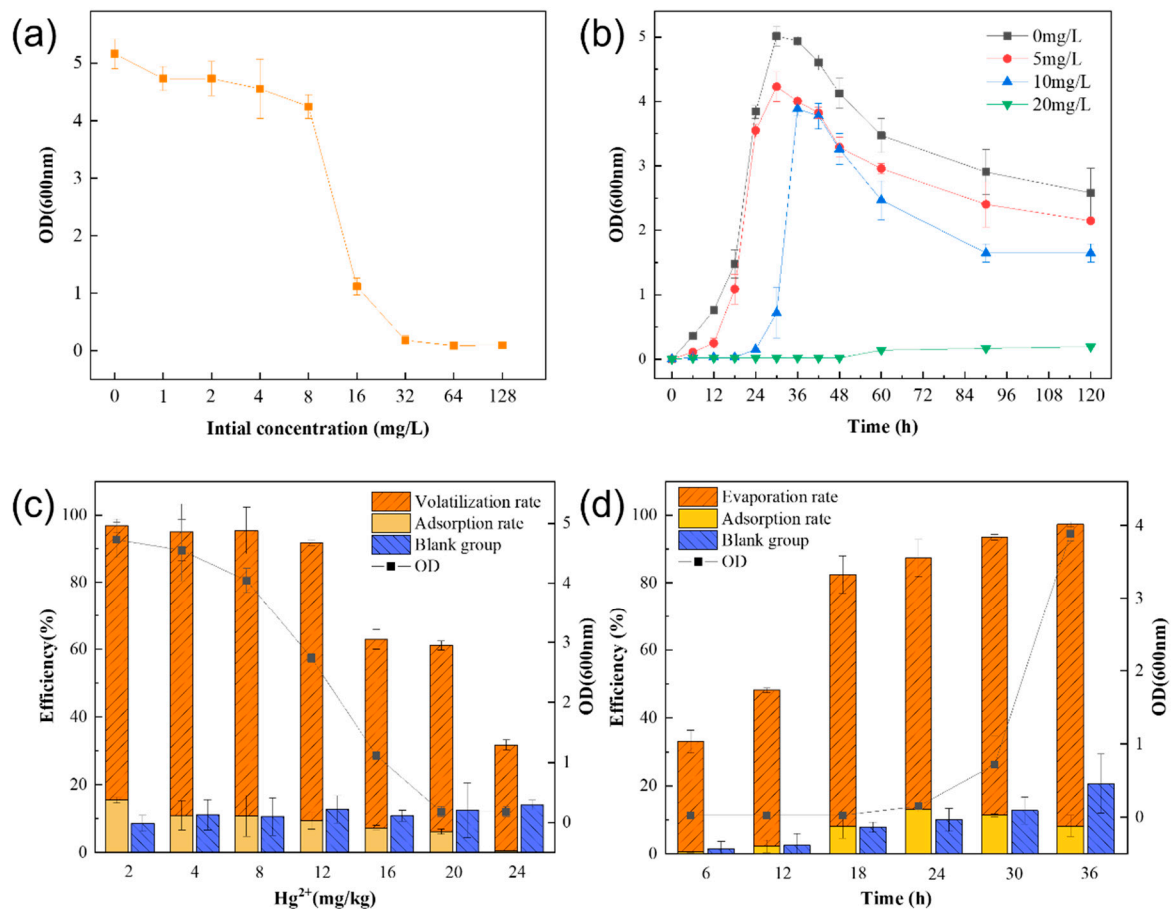 (a)
OD(600nm)
5
4
3
2
1
0
0 1 2 4 8 16 32 64 128
Intial concentration (mg/L)
(b)
OD(600nm)
5
4
3
2
1
0
0mg/L
5mg/L
10mg/L
20mg/L
0 12 24 36 48 60 72 84 96 108 120
Time (h)
(c)
Efficiency(%)
100
80
60
40
20
0
Volatilization rate
Adsorption rate
Blank group
OD
5
4
3
2
1
0
OD(600nm)
2 4 8 12 16 20 24
Hg²⁺(mg/kg)
(d)
Efficiency (%)
100
80
60
40
20
0
Evaporation rate
Adsorption rate
Blank group
OD
4
3
2
1
0
OD(600nm)
6 12 18 24 30 36
Time (h)